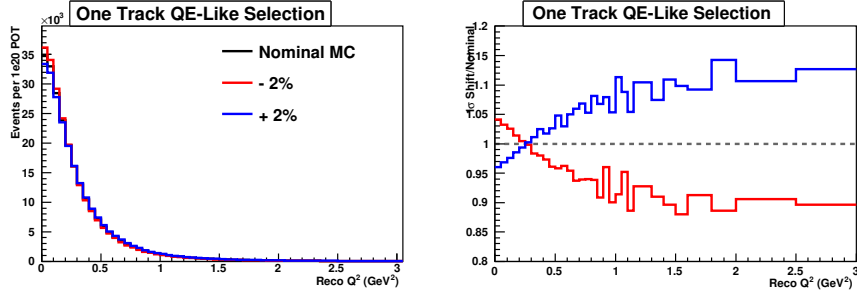 One Track QE-Like Selection
×10³
Events per 1e20 POT
35
30
25
20
15
10
5
0
Nominal MC
- 2%
+ 2%
0 0.5 1 1.5 2 2.5 3
Reco Q² (GeV²)
One Track QE-Like Selection
1σ Shift/Nominal
1.2
1.15
1.1
1.05
1
0.95
0.9
0.85
0.8
0 0.5 1 1.5 2 2.5 3
Reco Q² (GeV²)